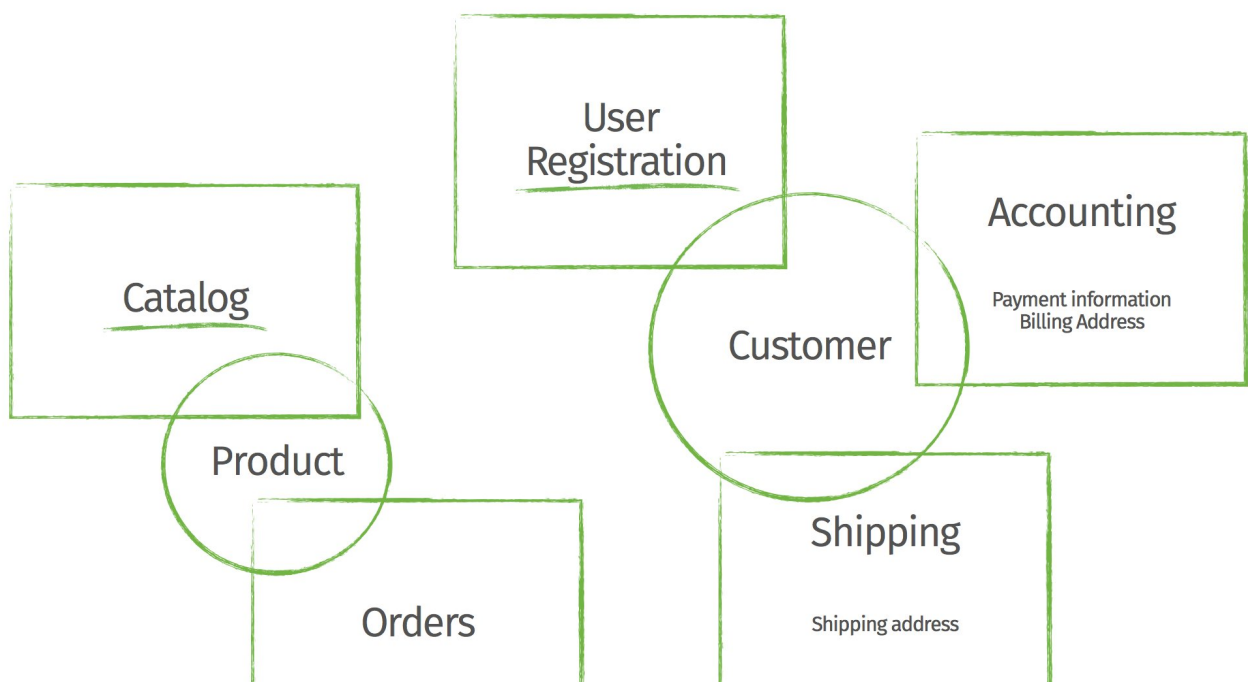 User
Registration
Accounting
Payment information
Billing Address
Catalog
Customer
Product
Shipping
Shipping address
Orders